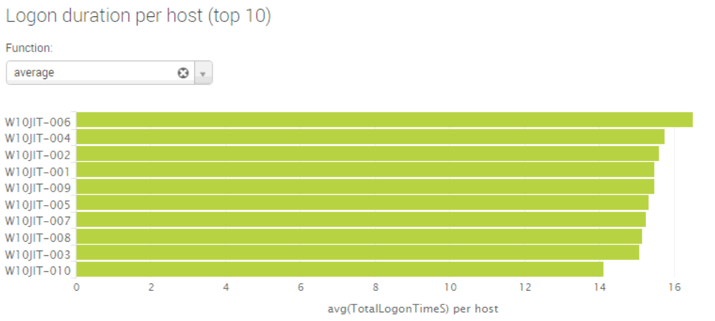 Logon duration per host (top 10)
Function:
average
W10JIT-006
W10JIT-004
W10JIT-002
W10JIT-001
W10JIT-009
W10JIT-005
W10JIT-007
W10JIT-008
W10JIT-003
W10JIT-010
0 2 4 6 8 10 12 14 16
avg(TotalLogonTimeS) per host